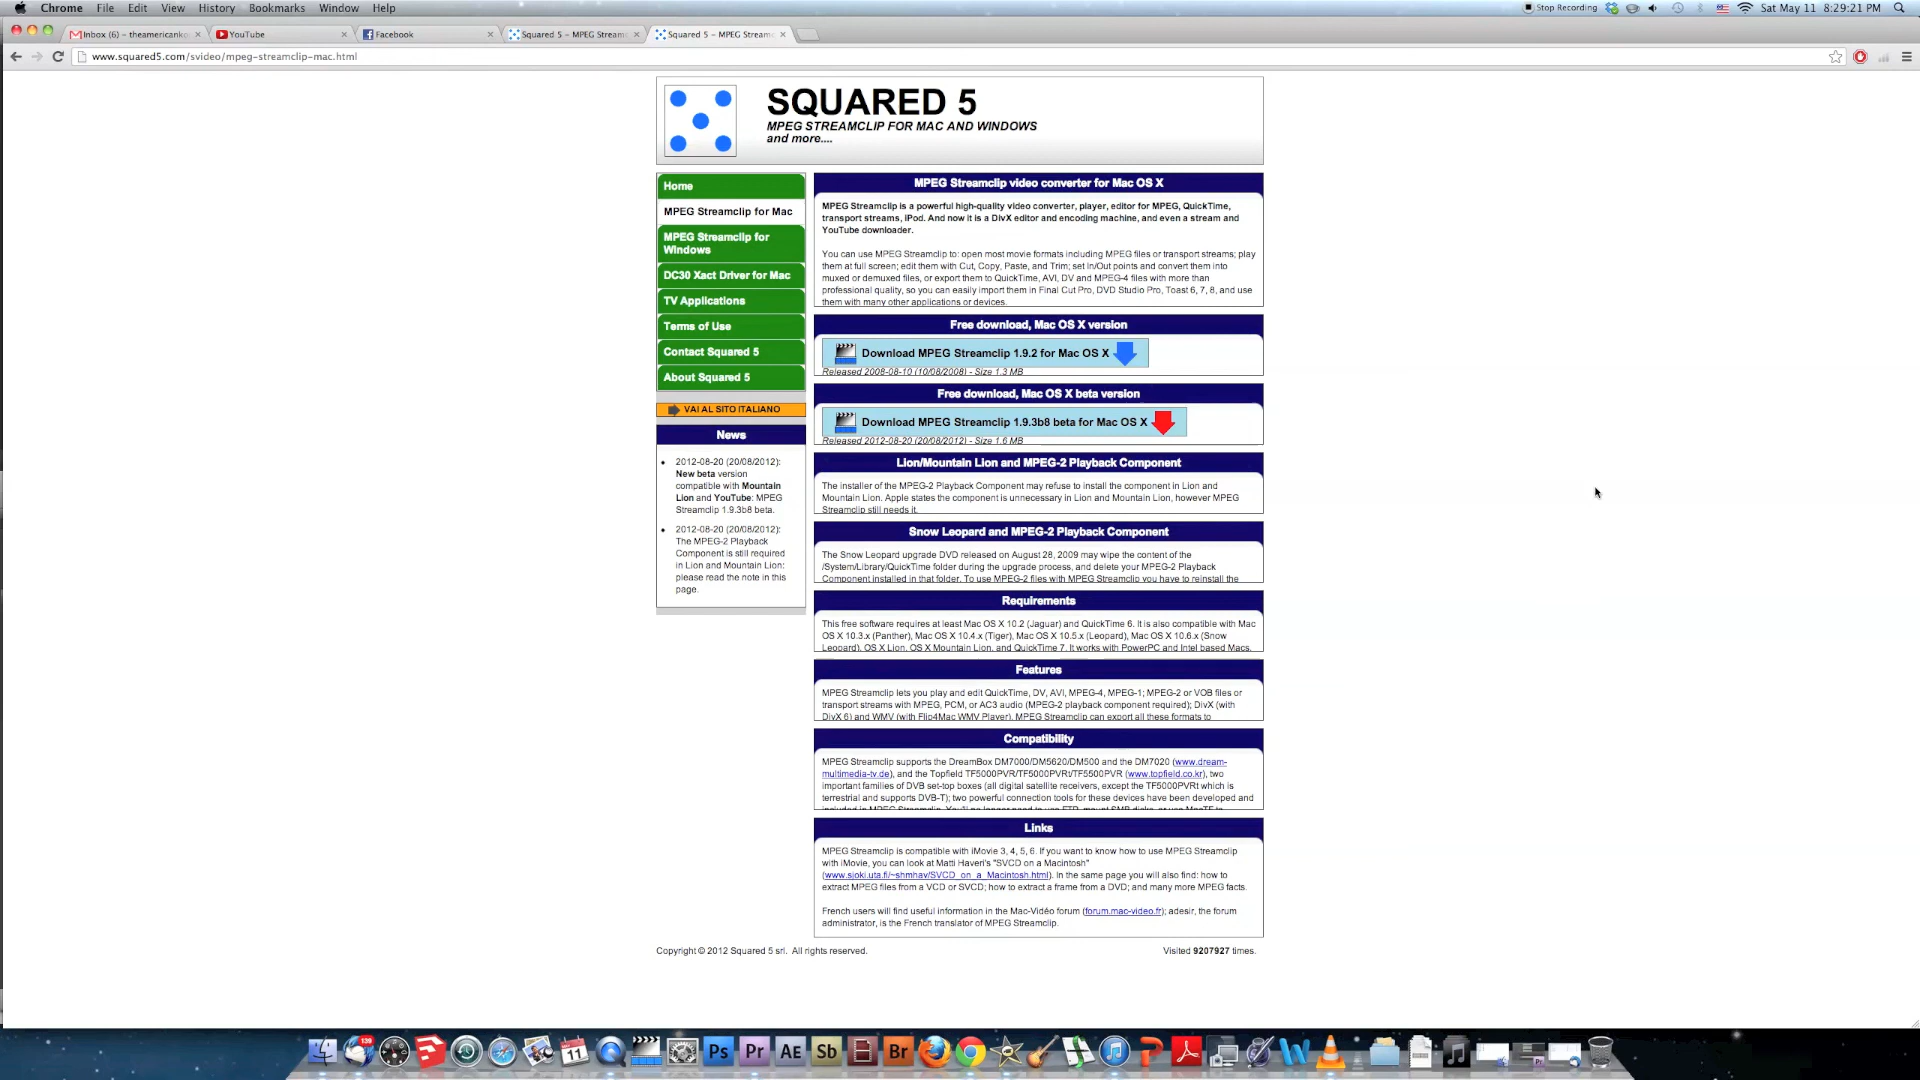 Chrome File Edit View History Bookmarks Window Help
Stop Recording Sat May 11 8:29:21 PM
Inbox (6) – theamericanko
YouTube
Facebook
Squared 5 – MPEG Stream
Squared 5 – MPEG Stream
www.squared5.com/svideo/mpeg-streamclip-mac.html
SQUARED 5
MPEG STREAMCLIP FOR MAC AND WINDOWS
and more....
Home
MPEG Streamclip for Mac
MPEG Streamclip for
Windows
DC30 Xact Driver for Mac
TV Applications
Terms of Use
Contact Squared 5
About Squared 5
VAI AL SITO ITALIANO
News
2012-08-20 (20/08/2012):
New beta version
compatible with Mountain
Lion and YouTube: MPEG
Streamclip 1.9.3b8 beta.
2012-08-20 (20/08/2012):
The MPEG-2 Playback
Component is still required
in Lion and Mountain Lion:
please read the note in this
page.
MPEG Streamclip video converter for Mac OS X
MPEG Streamclip is a powerful high-quality video converter, player, editor for MPEG, QuickTime,
transport streams, iPod. And now it is a DivX editor and encoding machine, and even a stream and
YouTube downloader.
You can use MPEG Streamclip to: open most movie formats including MPEG files or transport streams; play
them at full screen; edit them with Cut, Copy, Paste, and Trim; set In/Out points and convert them into
muxed or demuxed files, or export them to QuickTime, AVI, DV and MPEG-4 files with more than
professional quality, so you can easily import them in Final Cut Pro, DVD Studio Pro, Toast 6, 7, 8, and use
them with many other applications or devices.
Free download, Mac OS X version
Download MPEG Streamclip 1.9.2 for Mac OS X
Released 2008-08-10 (10/08/2008) - Size 1.3 MB
Free download, Mac OS X beta version
Download MPEG Streamclip 1.9.3b8 beta for Mac OS X
Released 2012-08-20 (20/08/2012) - Size 1.6 MB
Lion/Mountain Lion and MPEG-2 Playback Component
The installer of the MPEG-2 Playback Component may refuse to install the component in Lion and
Mountain Lion. Apple states the component is unnecessary in Lion and Mountain Lion, however MPEG
Streamclip still needs it.
Snow Leopard and MPEG-2 Playback Component
The Snow Leopard upgrade DVD released on August 28, 2009 may wipe the content of the
/System/Library/QuickTime folder during the upgrade process, and delete your MPEG-2 Playback
Component installed in that folder. To use MPEG-2 files with MPEG Streamclip you have to reinstall the
Requirements
This free software requires at least Mac OS X 10.2 (Jaguar) and QuickTime 6. It is also compatible with Mac
OS X 10.3.x (Panther), Mac OS X 10.4.x (Tiger), Mac OS X 10.5.x (Leopard), Mac OS X 10.6.x (Snow
Leopard), OS X Lion, OS X Mountain Lion, and QuickTime 7. It works with PowerPC and Intel based Macs.
Features
MPEG Streamclip lets you play and edit QuickTime, DV, AVI, MPEG-4, MPEG-1; MPEG-2 or VOB files or
transport streams with MPEG, PCM, or AC3 audio (MPEG-2 playback component required); DivX (with
DivX 6) and WMV (with Flip4Mac WMV Player). MPEG Streamclip can export all these formats to
Compatibility
MPEG Streamclip supports the DreamBox DM7000/DM5620/DM500 and the DM7020 (www.dream-
multimedia-tv.de), and the Topfield TF5000PVR/TF5000PVRt/TF5500PVR (www.topfield.co.kr), two
important families of DVB set-top boxes (all digital satellite receivers, except the TF5000PVRt which is
terrestrial and supports DVB-T); two powerful connection tools for these devices have been developed and
Links
MPEG Streamclip is compatible with iMovie 3, 4, 5, 6. If you want to know how to use MPEG Streamclip
with iMovie, you can look at Matti Haveri's "SVCD on a Macintosh"
(www.sjoki.uta.fi/~shmhav/SVCD_on_a_Macintosh.html). In the same page you will also find: how to
extract MPEG files from a VCD or SVCD; how to extract a frame from a DVD; and many more MPEG facts.
French users will find useful information in the Mac-Vidéo forum (forum.mac-video.fr); adesir, the forum
administrator, is the French translator of MPEG Streamclip.
Copyright © 2012 Squared 5 srl. All rights reserved.
Visited 9207927 times.
139
11
Ps Pr AE Sb Br